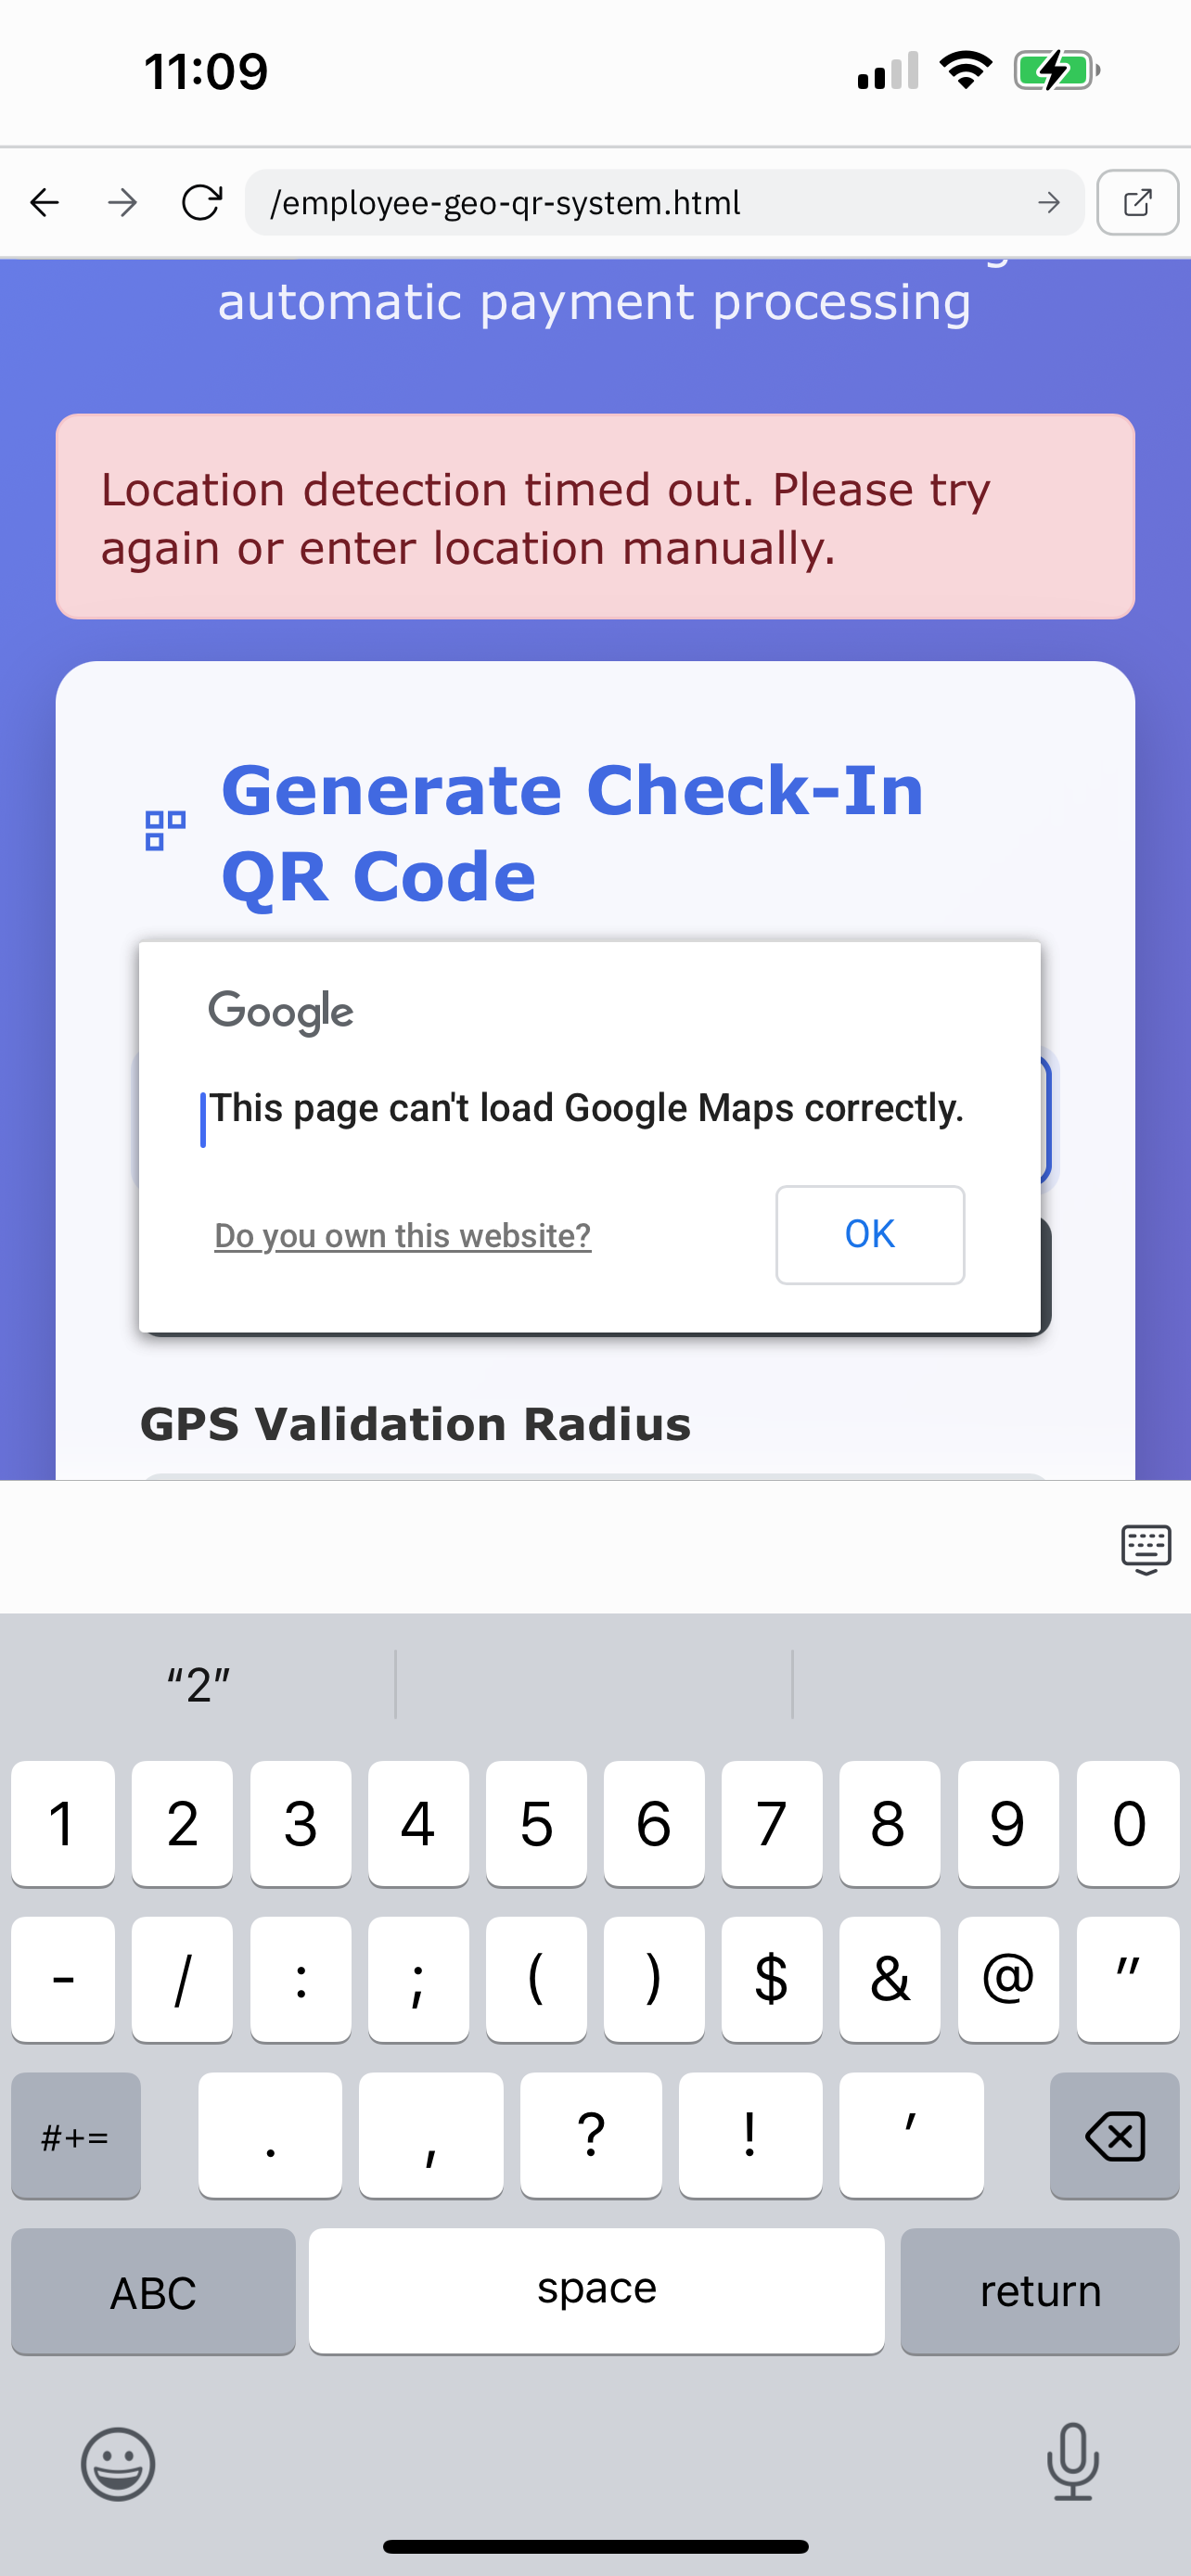 11:09
/employee-geo-qr-system.html
automatic payment processing
Location detection timed out. Please try
again or enter location manually.
Generate Check-In
QR Code
Google
This page can't load Google Maps correctly.
Do you own this website?
OK
GPS Validation Radius
“2”
1 2 3 4 5 6 7 8 9 0
- / : ; ( ) $ & @ "
#+= . , ? ! '
ABC space return